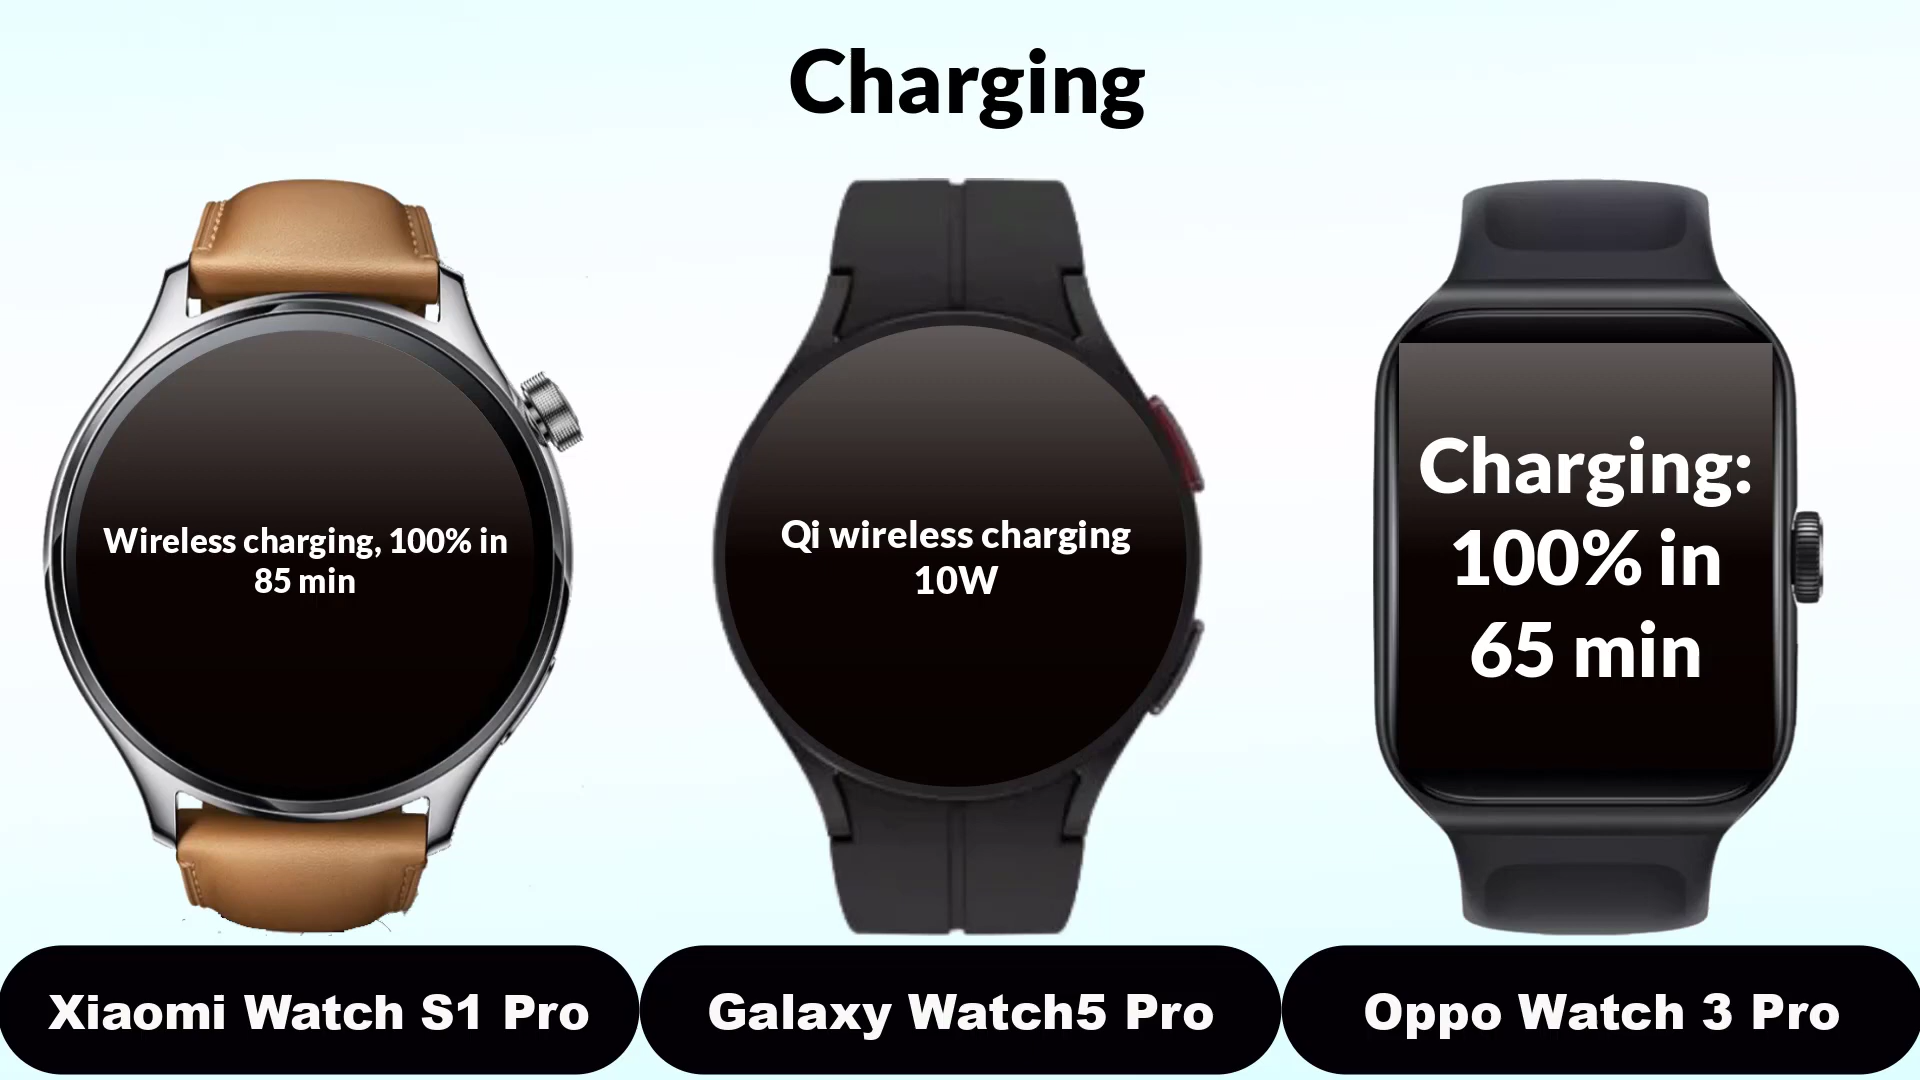 Charging
Wireless charging, 100% in
85 min
Qi wireless charging
10W
Charging:
100% in
65 min
Xiaomi Watch S1 Pro
Galaxy Watch5 Pro
Oppo Watch 3 Pro